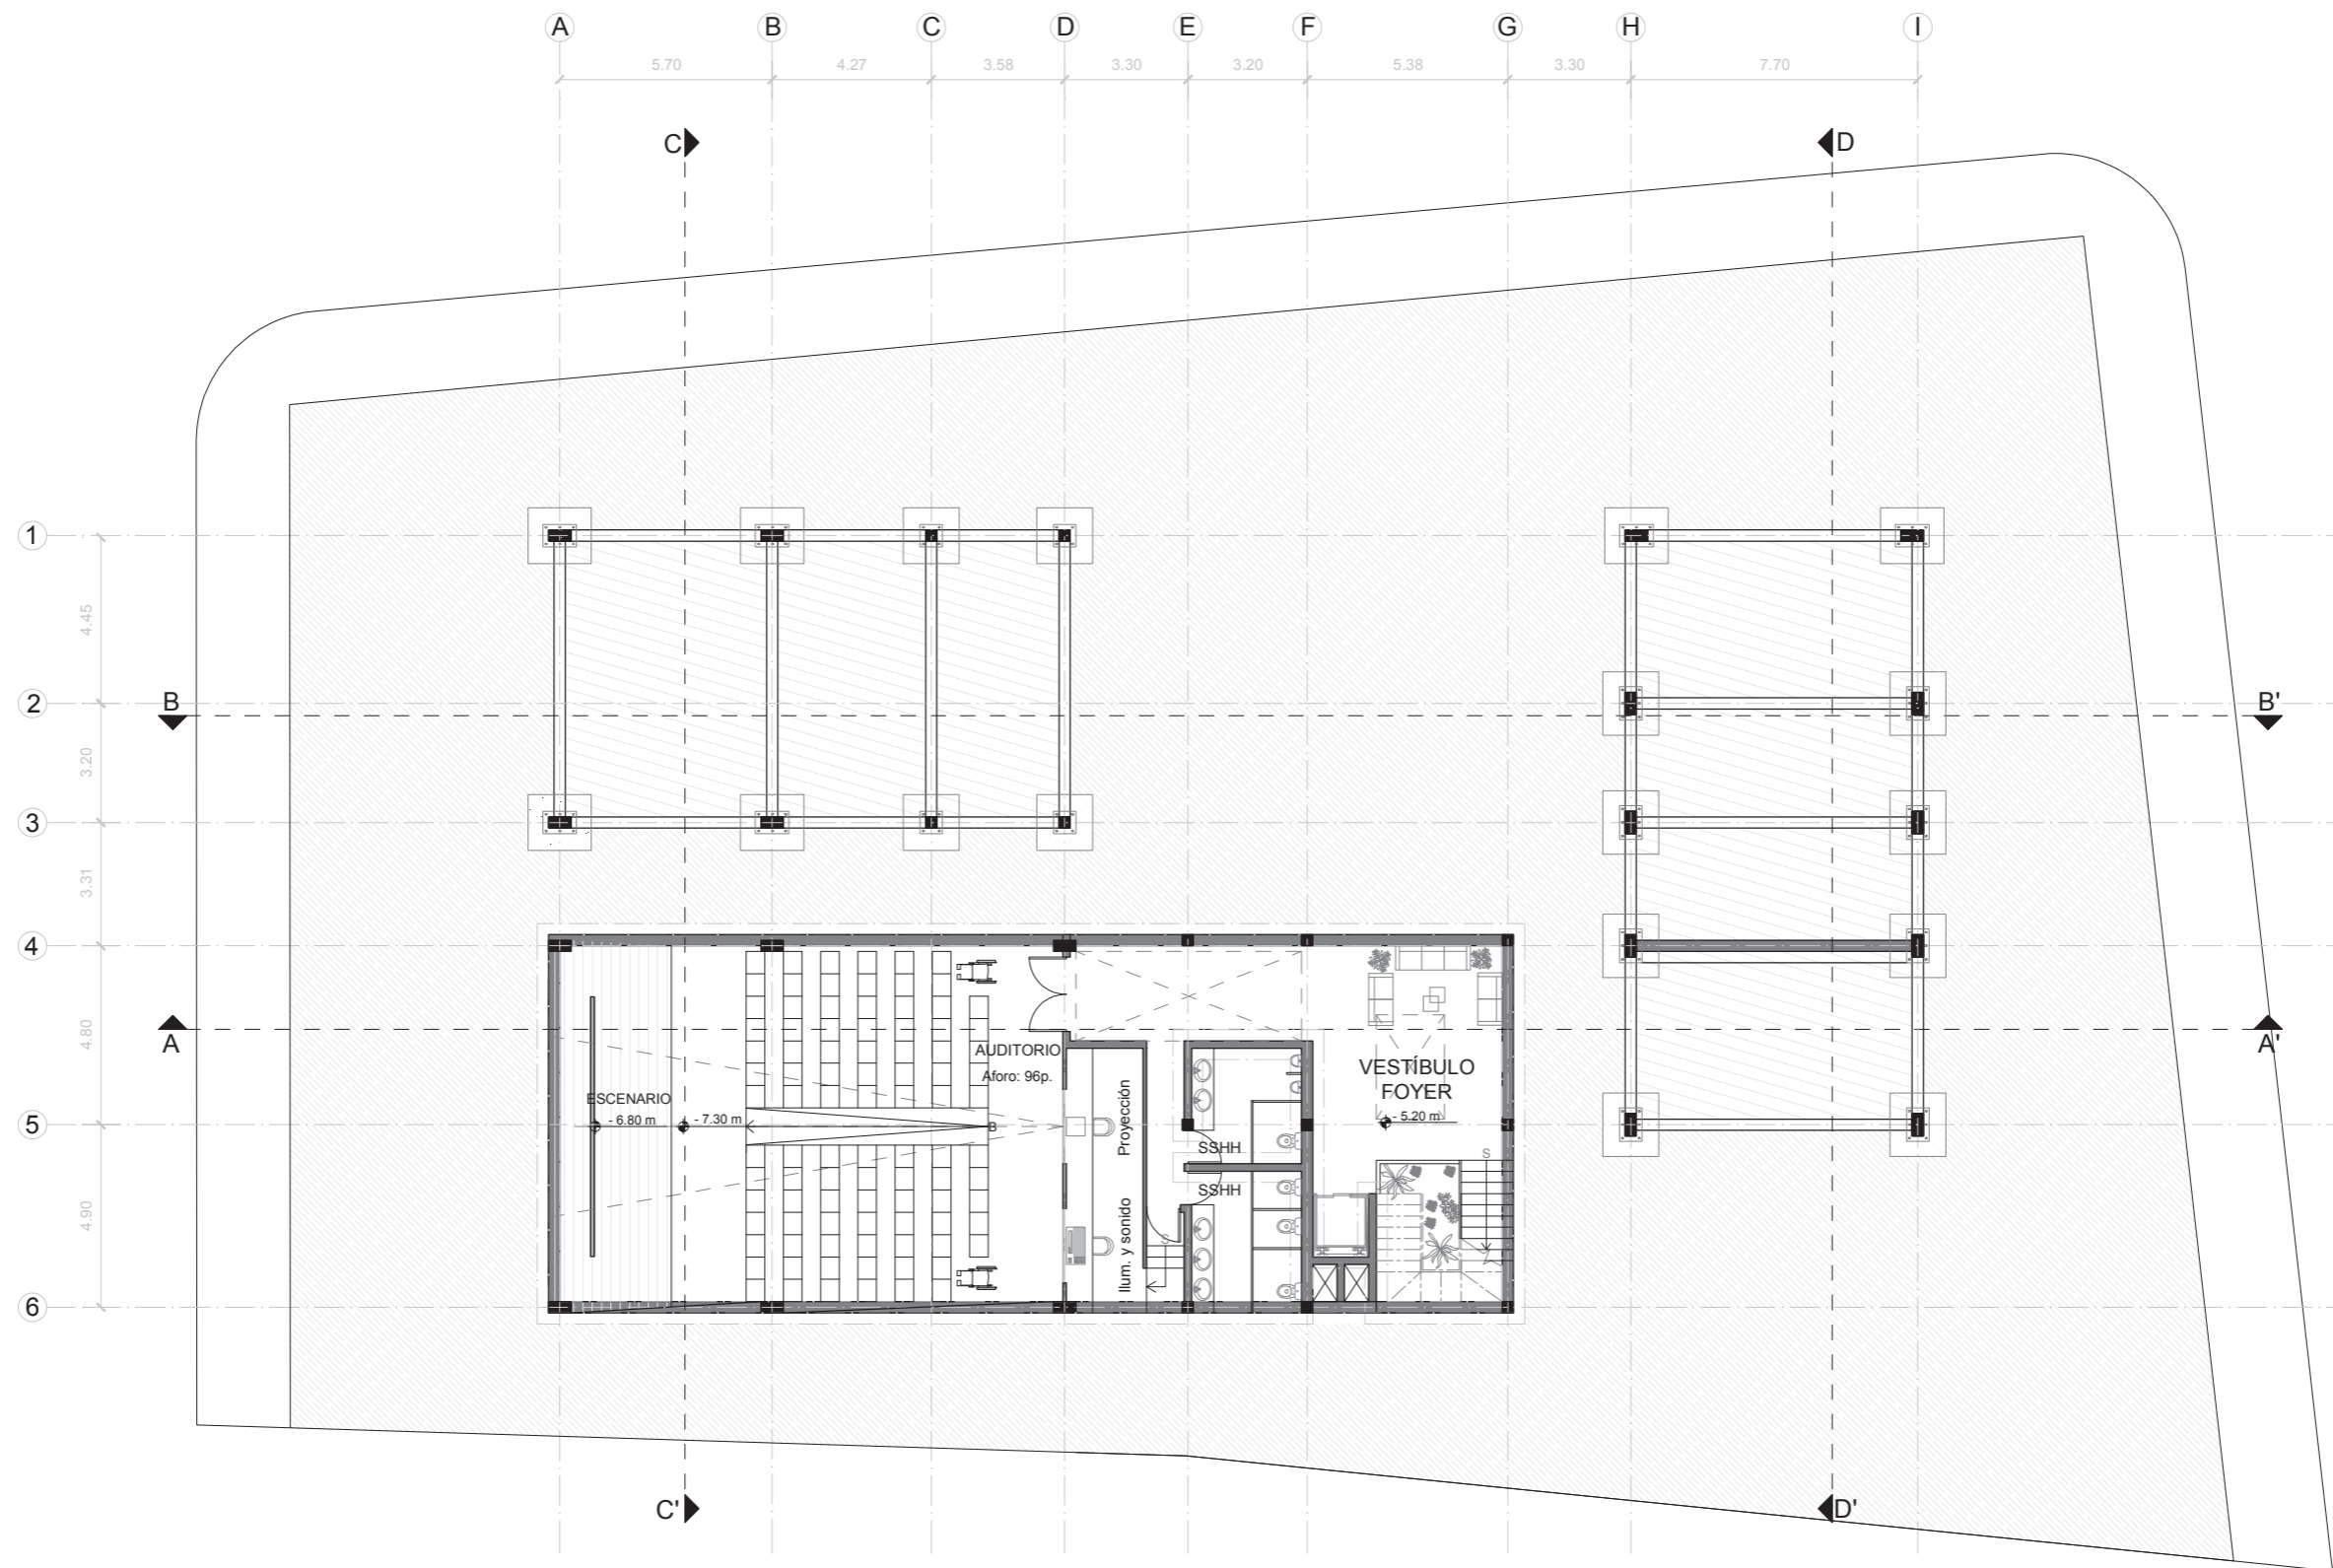 A B C D E F G H I
5.70 4.27 3.58 3.30 3.20 5.38 3.30 7.70
C D
1
4.45
2
B B'
3.20
3
3.31
4
4.80
A A'
AUDITORIO
Aforo: 96p.
VESTÍBULO
FOYER
- 5.20 m
ESCENARIO
- 6.80 m
- 7.30 m
B
Proyección
Ilum. y sonido
SSHH
SSHH
S
S
5
4.90
6
C' D'